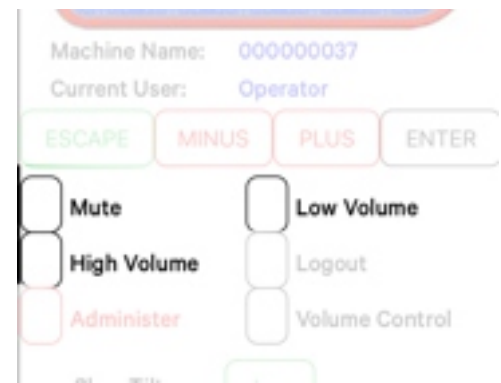 Machine Name: 000000037
Current User: Operator
ESCAPE MINUS PLUS ENTER
Mute Low Volume
High Volume Logout
Administer Volume Control